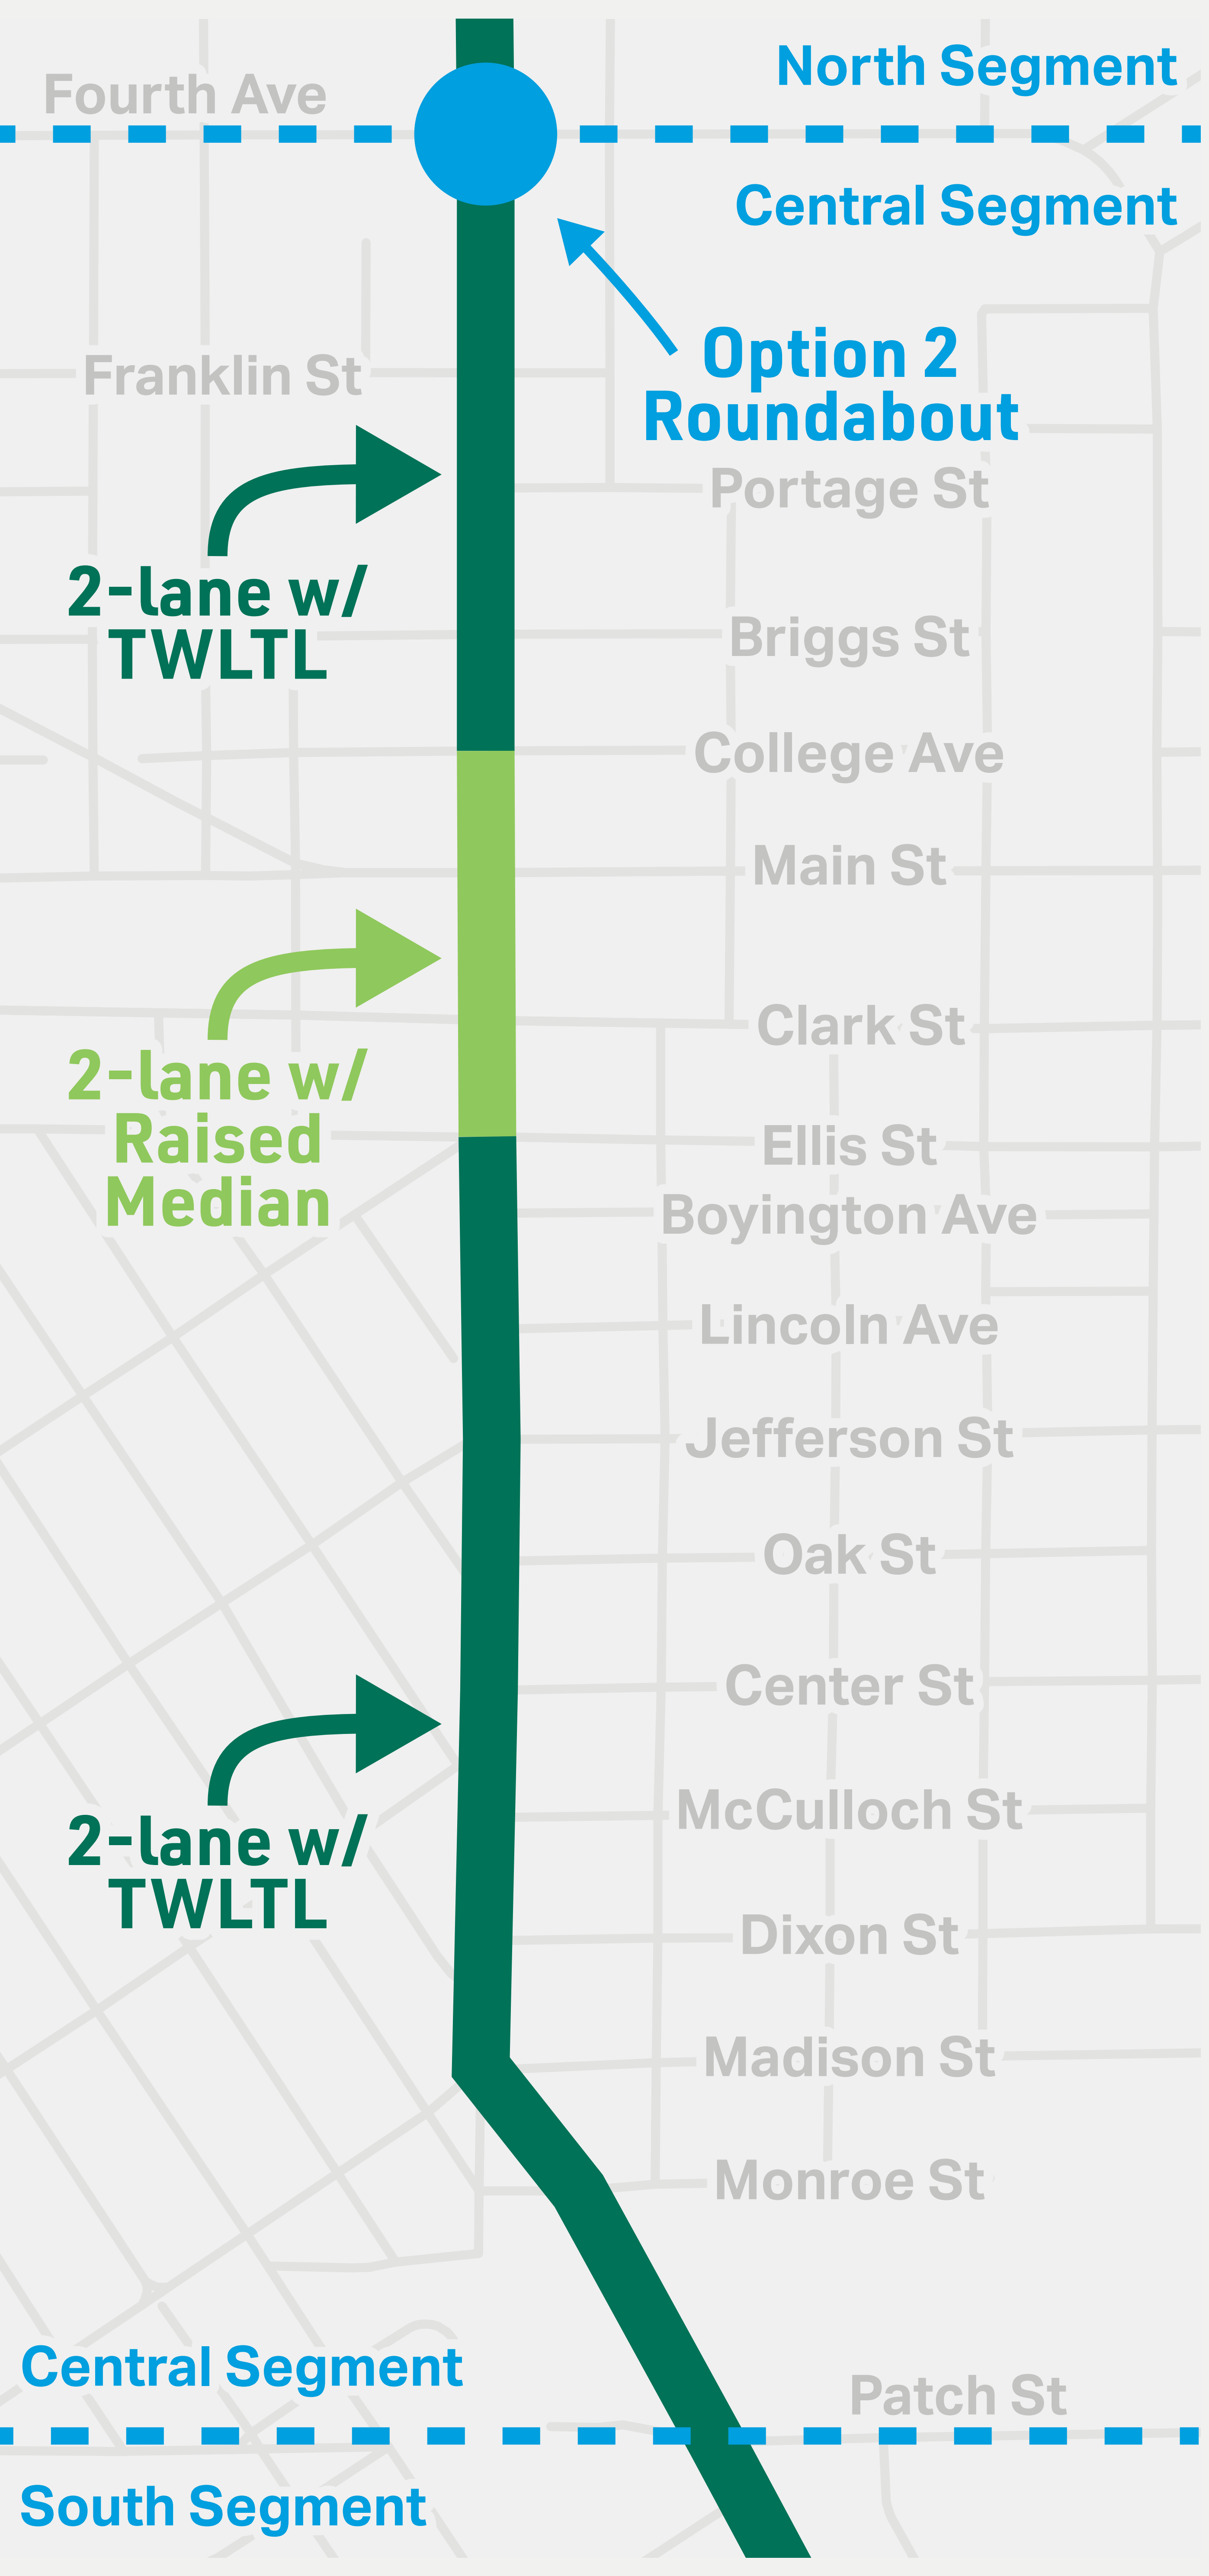 North Segment
Fourth Ave
Central Segment
Option 2
Roundabout
Franklin St
Portage St
2-lane w/
TWLTL
Briggs St
College Ave
Main St
Clark St
2-lane w/
Raised
Median
Ellis St
Boyington Ave
Lincoln Ave
Jefferson St
Oak St
Center St
McCulloch St
2-lane w/
TWLTL
Dixon St
Madison St
Monroe St
Central Segment
Patch St
South Segment